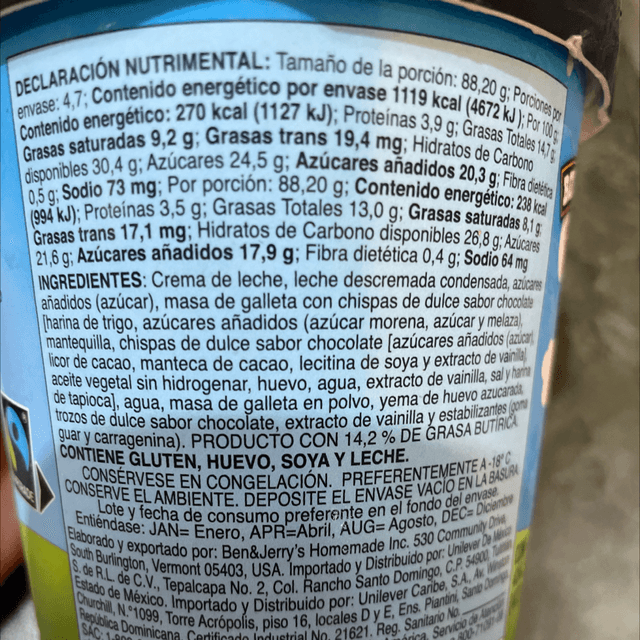 DECLARACIÓN NUTRIMENTAL: Tamaño de la porción: 88,20 g; Porciones por
envase: 4,7; Contenido energético por envase 1119 kcal (4672 kJ); Por 100 g:
Contenido energético: 270 kcal (1127 kJ); Proteínas 3,9 g; Grasas Totales 14,7 g;
Grasas saturadas 9,2 g; Grasas trans 19,4 mg; Hidratos de Carbono
disponibles 30,4 g; Azúcares 24,5 g; Azúcares añadidos 20,3 g; Fibra dietética
0,5 g; Sodio 73 mg; Por porción: 88,20 g; Contenido energético: 238 kcal
(994 kJ); Proteínas 3,5 g; Grasas Totales 13,0 g; Grasas saturadas 8,1 g;
Grasas trans 17,1 mg; Hidratos de Carbono disponibles 26,8 g; Azúcares
21,6 g; Azúcares añadidos 17,9 g; Fibra dietética 0,4 g; Sodio 64 mg
INGREDIENTES: Crema de leche, leche descremada condensada, azúcares
añadidos (azúcar), masa de galleta con chispas de dulce sabor chocolate
[harina de trigo, azúcares añadidos (azúcar morena, azúcar y melaza),
mantequilla, chispas de dulce sabor chocolate [azúcares añadidos (azúcar),
licor de cacao, manteca de cacao, lecitina de soya y extracto de vainilla],
aceite vegetal sin hidrogenar, huevo, agua, extracto de vainilla, sal y harina
de tapioca], agua, masa de galleta en polvo, yema de huevo azucarada,
trozos de dulce sabor chocolate, extracto de vainilla y estabilizantes (goma
guar y carragenina). PRODUCTO CON 14,2 % DE GRASA BUTÍRICA.
CONTIENE GLUTEN, HUEVO, SOYA Y LECHE.
CONSÉRVESE EN CONGELACIÓN. PREFERENTEMENTE A -18° C
CONSERVE EL AMBIENTE. DEPOSITE EL ENVASE VACÍO EN LA BASURA.
Lote y fecha de consumo preferente en el fondo del envase.
Entiéndase: JAN= Enero, APR=Abril, AUG= Agosto, DEC= Diciembre
Elaborado y exportado por: Ben&Jerry's Homemade Inc. 530 Community Drive,
South Burlington, Vermont 05403, USA. Importado y Distribuido por: Unilever De México
S. de R.L. de C.V., Tepalcapa No. 2, Col. Rancho Santo Domingo, C.P. 54900,
Estado de México. Importado y Distribuido por: Unilever Caribe, S.A., Av.
Churchill, N.°1099, Torre Acrópolis, piso 16, locales D y E, Ens. Piantini, Santo
República Dominicana. Certificado Industrial No. 21621. Reg. Sanitario No.
SAC. Servicio de